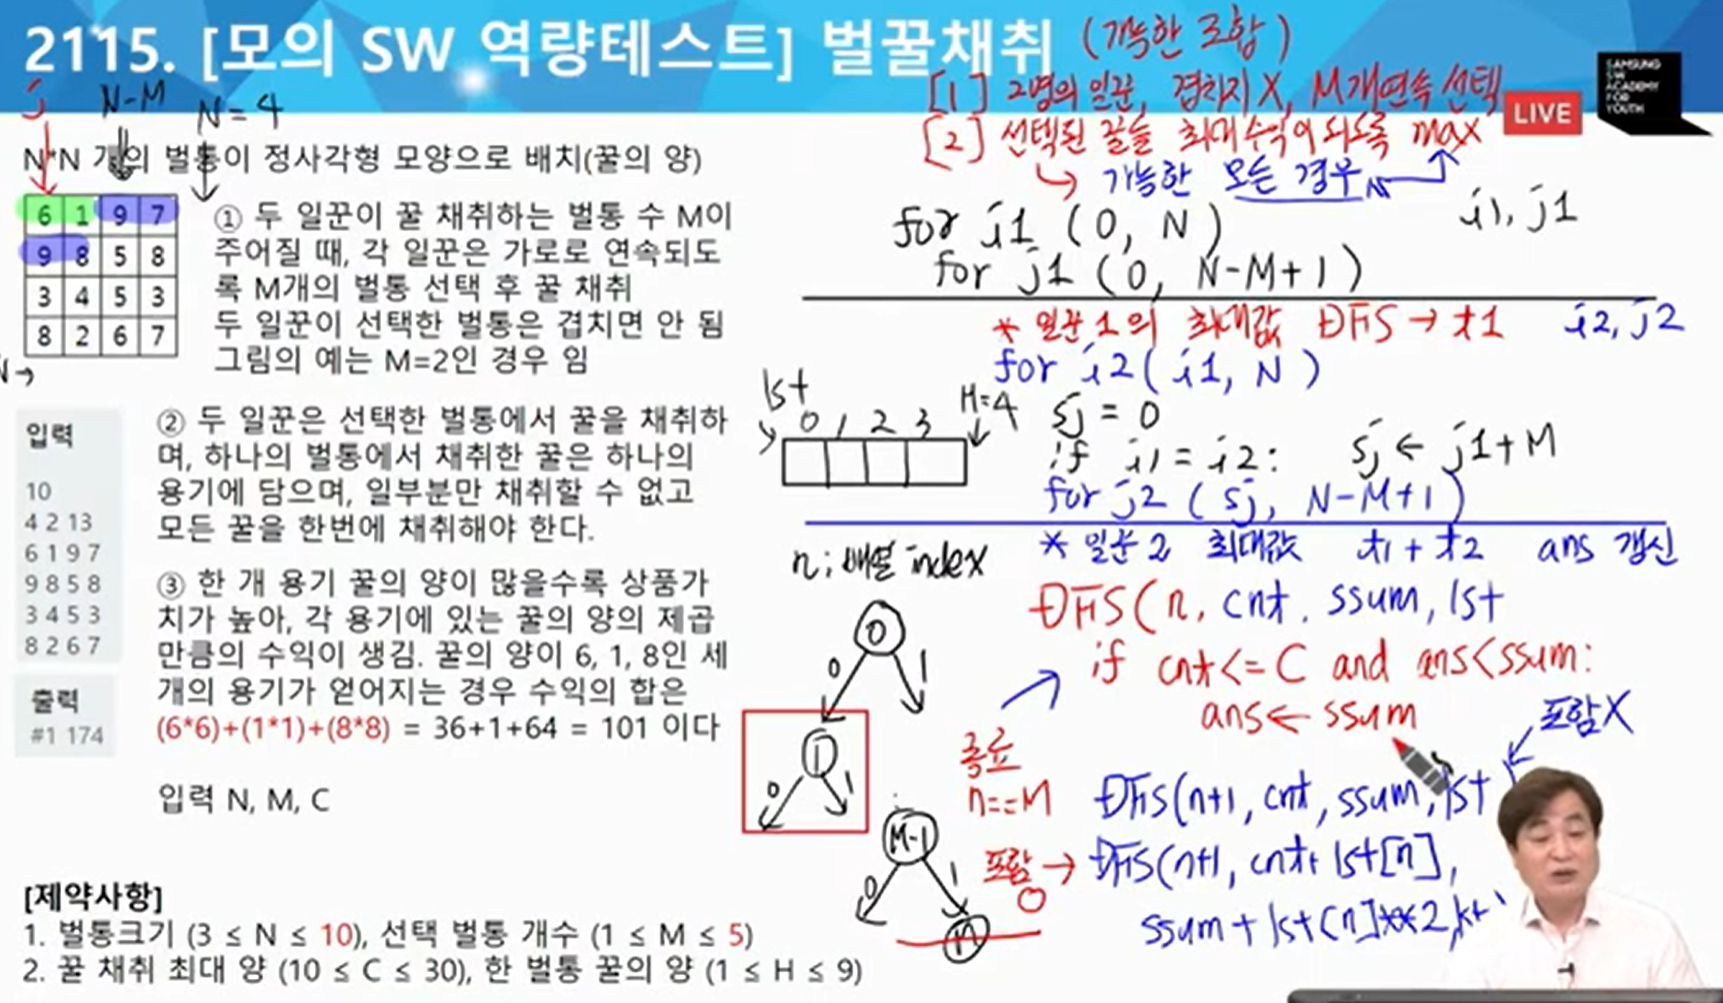 2115. [모의 SW 역량테스트] 벌꿀채취 (가능한 조합)
SAMSUNG
SW
ACADEMY
FOR
YOUTH
LIVE
[1] 2명의 일꾼, 겹치지 X, M개 연속 선택
[2] 선택된 꿀들 최대수익이 되도록 max
가능한 모든 경우
j
N-M
N=4
N*N 개의 벌통이 정사각형 모양으로 배치(꿀의 양)
6 1 9 7
9 8 5 8
3 4 5 3
8 2 6 7
N→
① 두 일꾼이 꿀 채취하는 벌통 수 M이
주어질 때, 각 일꾼은 가로로 연속되도
록 M개의 벌통 선택 후 꿀 채취
두 일꾼이 선택한 벌통은 겹치면 안 됨
그림의 예는 M=2인 경우 임
② 두 일꾼은 선택한 벌통에서 꿀을 채취하
며, 하나의 벌통에서 채취한 꿀은 하나의
용기에 담으며, 일부분만 채취할 수 없고
모든 꿀을 한번에 채취해야 한다.
③ 한 개 용기 꿀의 양이 많을수록 상품가
치가 높아, 각 용기에 있는 꿀의 양의 제곱
만큼의 수익이 생김. 꿀의 양이 6, 1, 8인 세
개의 용기가 얻어지는 경우 수익의 합은
(6*6)+(1*1)+(8*8) = 36+1+64 = 101 이다
입력 N, M, C
입력
10
4 2 13
6 1 9 7
9 8 5 8
3 4 5 3
8 2 6 7
출력
#1 174
[제약사항]
1. 벌통크기 (3 ≤ N ≤ 10), 선택 벌통 개수 (1 ≤ M ≤ 5)
2. 꿀 채취 최대 양 (10 ≤ C ≤ 30), 한 벌통 꿀의 양 (1 ≤ H ≤ 9)
for i1 (0, N) i1, j1
for j1 (0, N-M+1)
* 일꾼1의 최대값 DFS → t1 i2, j2
for i2 (i1, N)
sj = 0
if i1 = i2: sj ← j1+M
for j2 (sj, N-M+1)
* 일꾼2 최대값 t1 + t2 ans 갱신
lst
0 1 2 3
M=4
n: 배열 index
0
0 1
1
0 1
M-1
0 1
M
종료
n==M
DFS(n, cnt, ssum, lst
if cnt<=C and ans<ssum:
ans ← ssum
포함X
DFS(n+1, cnt, ssum, lst
포함 O → DFS(n+1, cnt+lst[n],
ssum+lst[n]**2, lst